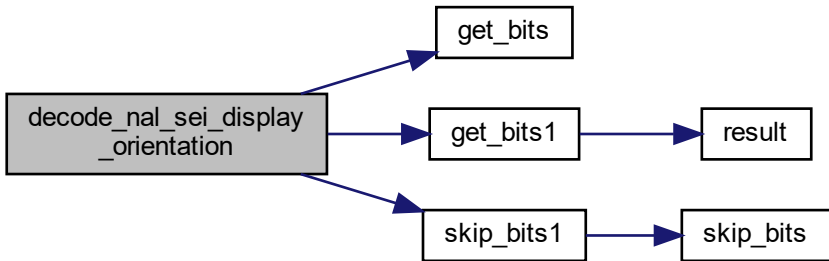 get_bits
decode_nal_sei_display
_orientation
get_bits1
result
skip_bits1
skip_bits